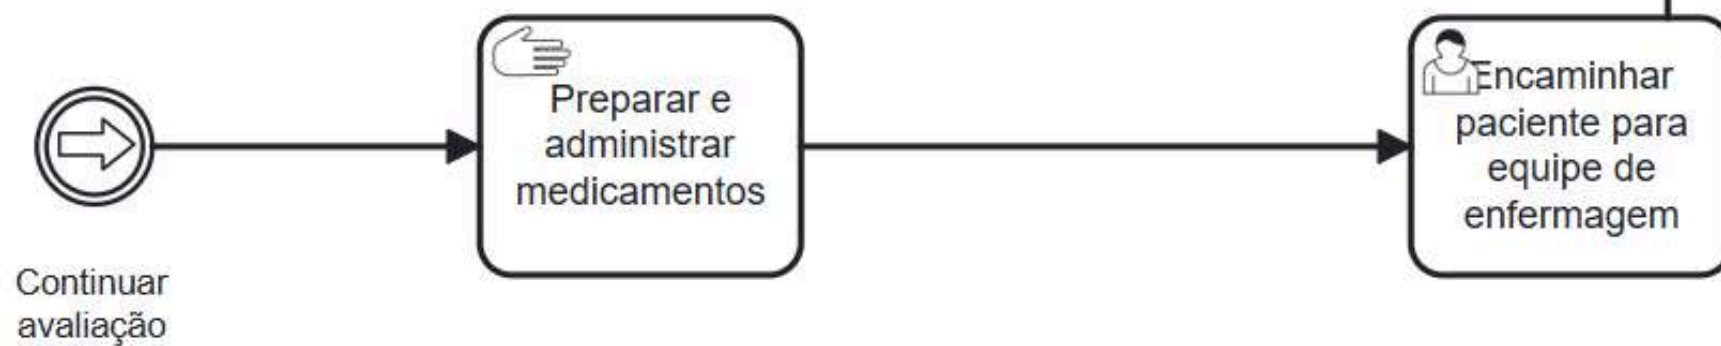 Continuar
avaliação
Preparar e
administrar
medicamentos
Encaminhar
paciente para
equipe de
enfermagem